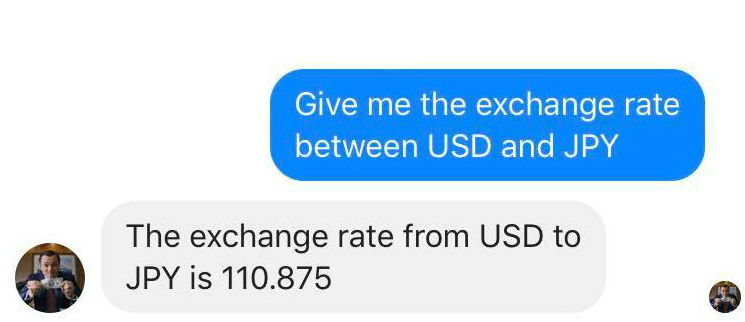 Give me the exchange rate
between USD and JPY
The exchange rate from USD to
JPY is 110.875